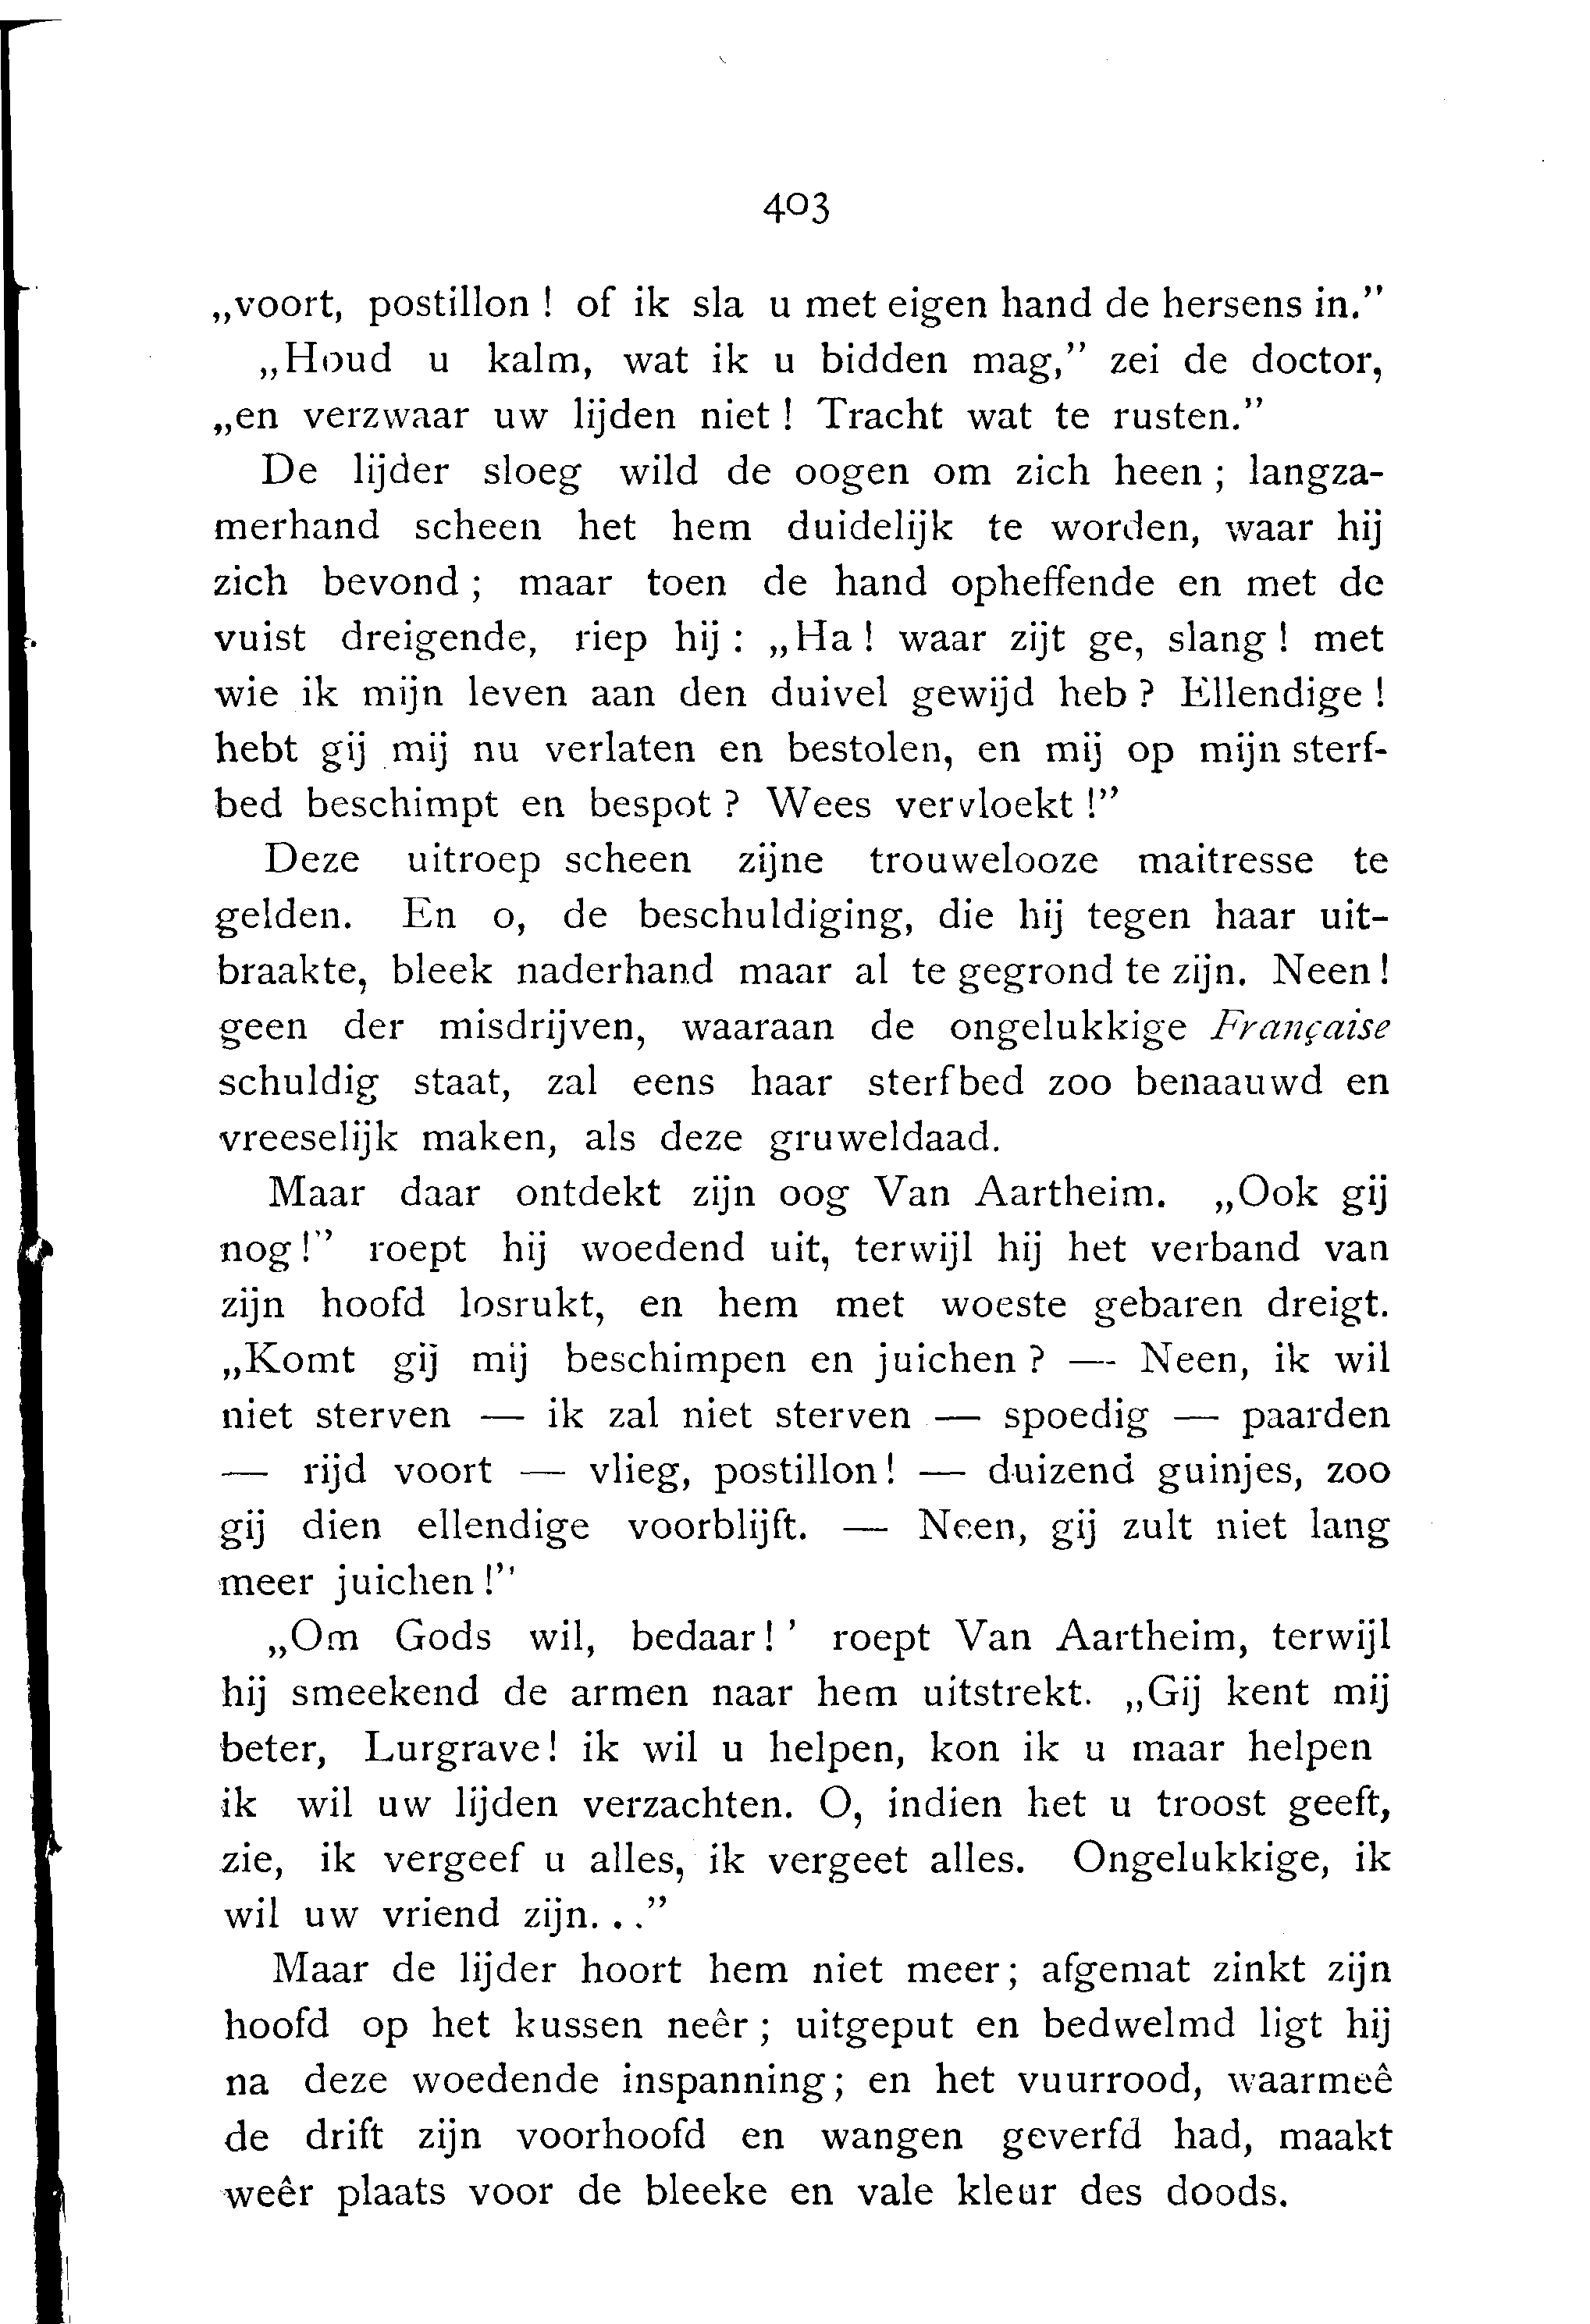 403
„voort, postillon ! of ik sla u met eigen hand de hersens in.”
„Houd u kalm, wat ik u bidden mag,” zei de doctor,
„en verzwaar uw lijden niet ! Tracht wat te rusten.”
De lijder sloeg wild de oogen om zich heen ; langza-
merhand scheen het hem duidelijk te worden, waar hij
zich bevond ; maar toen de hand opheffende en met de
vuist dreigende, riep hij : „Ha ! waar zijt ge, slang ! met
wie ik mijn leven aan den duivel gewijd heb ? Ellendige !
hebt gij mij nu verlaten en bestolen, en mij op mijn sterf-
bed beschimpt en bespot ? Wees vervloekt !”
Deze uitroep scheen zijne trouwelooze maitresse te
gelden. En o, de beschuldiging, die hij tegen haar uit-
braakte, bleek naderhand maar al te gegrond te zijn. Neen !
geen der misdrijven, waaraan de ongelukkige Française
schuldig staat, zal eens haar sterfbed zoo benaauwd en
vreeselijk maken, als deze gruweldaad.
Maar daar ontdekt zijn oog Van Aartheim. „Ook gij
nog !” roept hij woedend uit, terwijl hij het verband van
zijn hoofd losrukt, en hem met woeste gebaren dreigt.
„Komt gij mij beschimpen en juichen ? — Neen, ik wil
niet sterven — ik zal niet sterven — spoedig — paarden
— rijd voort — vlieg, postillon ! — duizend guinjes, zoo
gij dien ellendige voorblijft. — Neen, gij zult niet lang
meer juichen !”
„Om Gods wil, bedaar ! ’ roept Van Aartheim, terwijl
hij smeekend de armen naar hem uitstrekt. „Gij kent mij
beter, Lurgrave ! ik wil u helpen, kon ik u maar helpen
ik wil uw lijden verzachten. O, indien het u troost geeft,
zie, ik vergeef u alles, ik vergeet alles. Ongelukkige, ik
wil uw vriend zijn. . .”
Maar de lijder hoort hem niet meer ; afgemat zinkt zijn
hoofd op het kussen neêr ; uitgeput en bedwelmd ligt hij
na deze woedende inspanning ; en het vuurrood, waarmeê
de drift zijn voorhoofd en wangen geverfd had, maakt
weêr plaats voor de bleeke en vale kleur des doods.